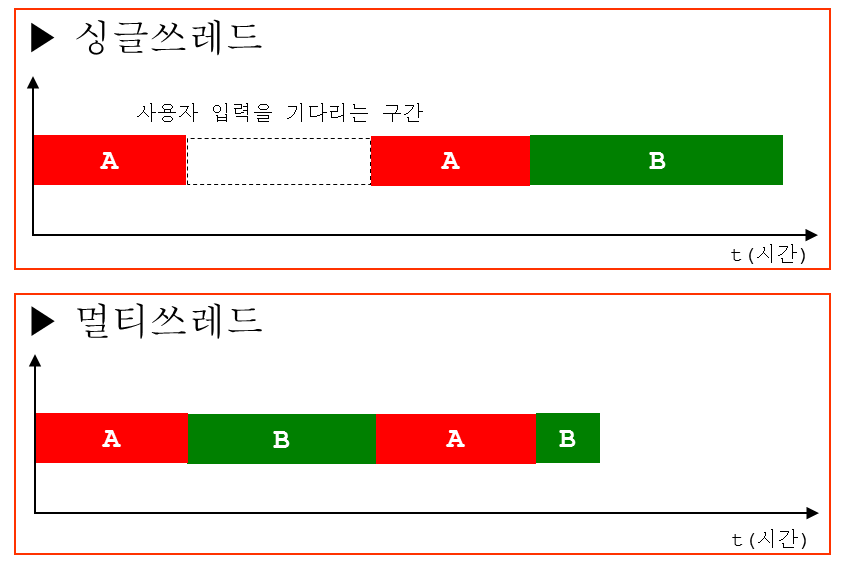 ▶ 싱글쓰레드
사용자 입력을 기다리는 구간
A A B
t(시간)
▶ 멀티쓰레드
A B A B
t(시간)